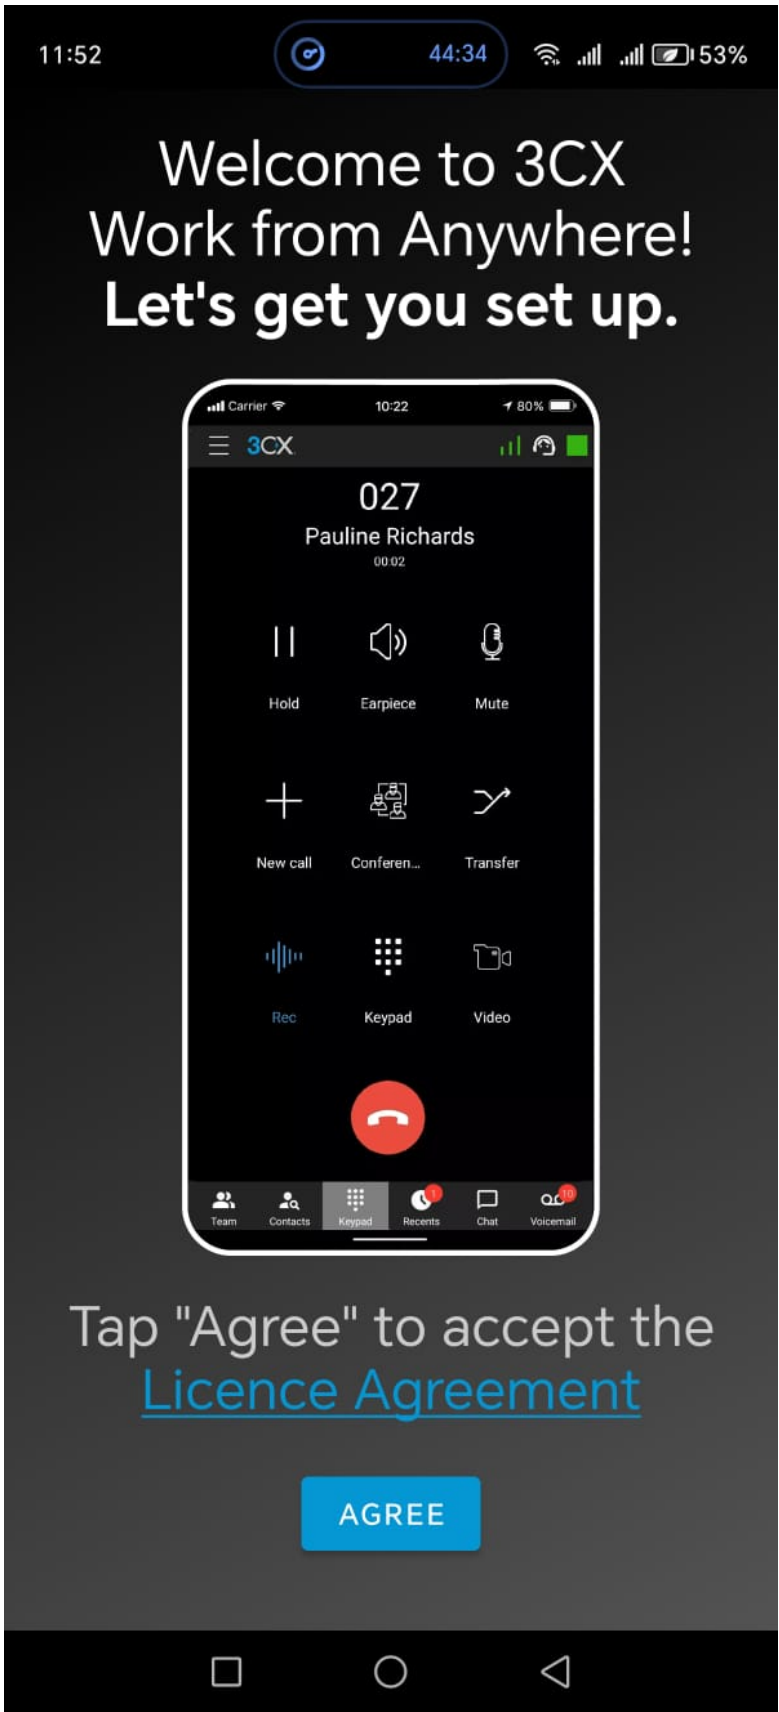 11:52
44:34
53%
Welcome to 3CX
Work from Anywhere!
Let's get you set up.
Carrier
10:22
80%
3CX
027
Pauline Richards
00:02
Hold
Earpiece
Mute
New call
Conferen...
Transfer
Rec
Keypad
Video
1
10
Team
Contacts
Keypad
Recents
Chat
Voicemail
Tap "Agree" to accept the
Licence Agreement
AGREE